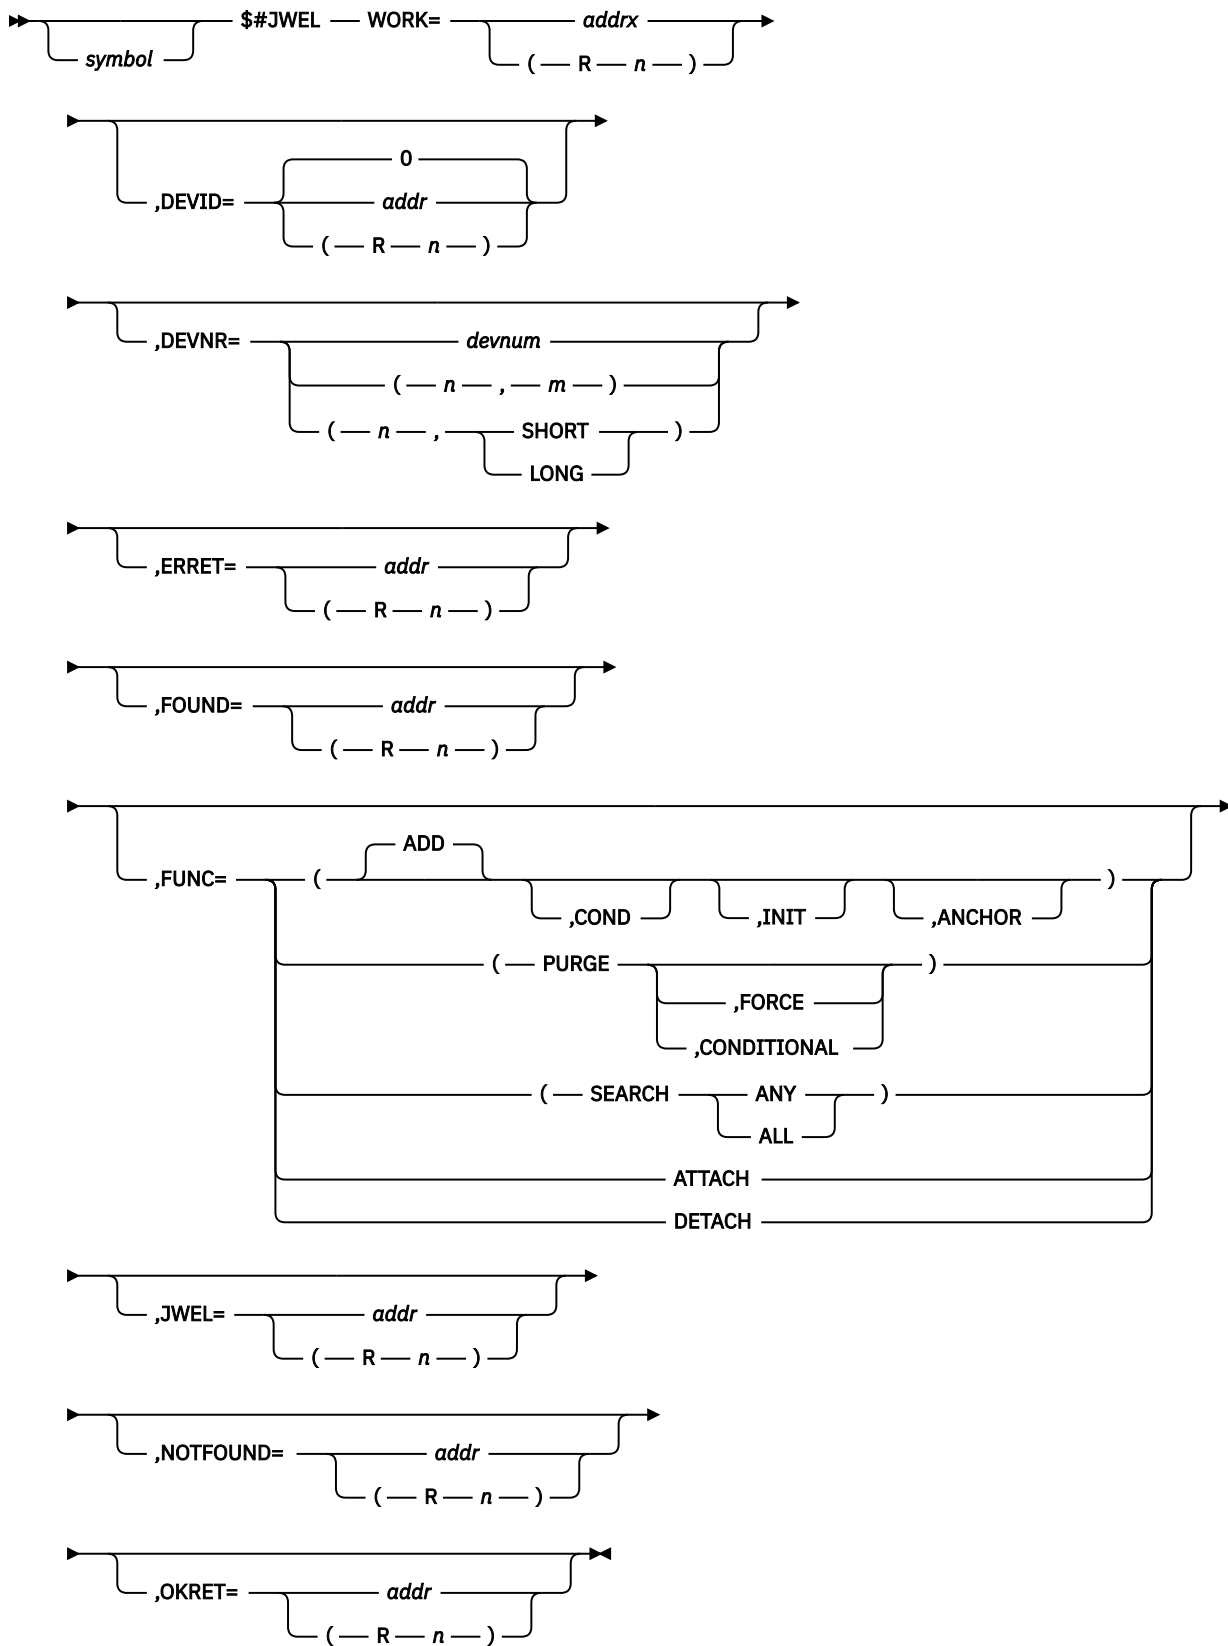 $#JWEL WORK= addrx
symbol
( R n )
0
,DEVID= addr
( R n )
,DEVNR= devnum
( n , m )
( n , SHORT )
LONG
,ERRET= addr
( R n )
,FOUND= addr
( R n )
ADD
,FUNC= ( )
,COND ,INIT ,ANCHOR
( PURGE )
,FORCE
,CONDITIONAL
( SEARCH ANY )
ALL
ATTACH
DETACH
,JWEL= addr
( R n )
,NOTFOUND= addr
( R n )
,OKRET= addr
( R n )